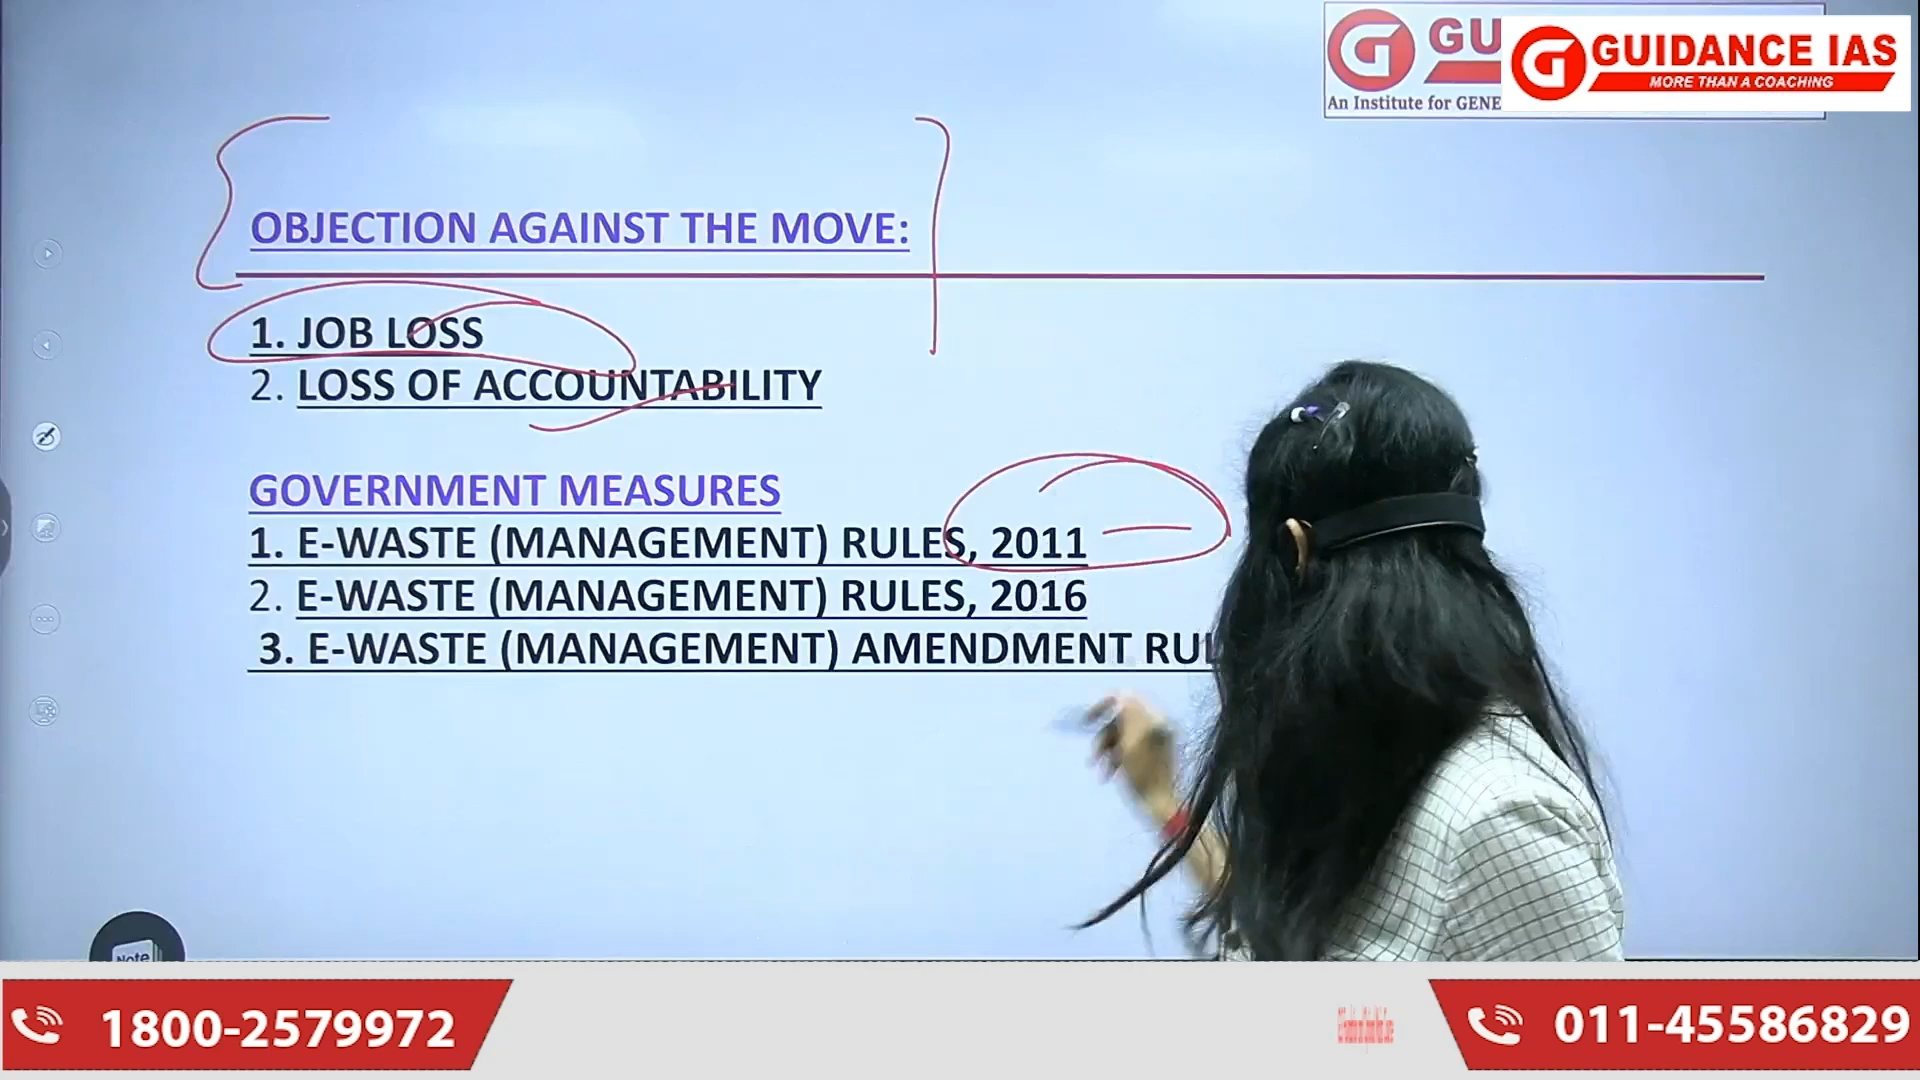 GU
An Institute for GENE
GUIDANCE IAS
MORE THAN A COACHING
OBJECTION AGAINST THE MOVE:
1. JOB LOSS
2. LOSS OF ACCOUNTABILITY
GOVERNMENT MEASURES
1. E-WASTE (MANAGEMENT) RULES, 2011
2. E-WASTE (MANAGEMENT) RULES, 2016
3. E-WASTE (MANAGEMENT) AMENDMENT RUL
Note
1800-2579972
011-45586829